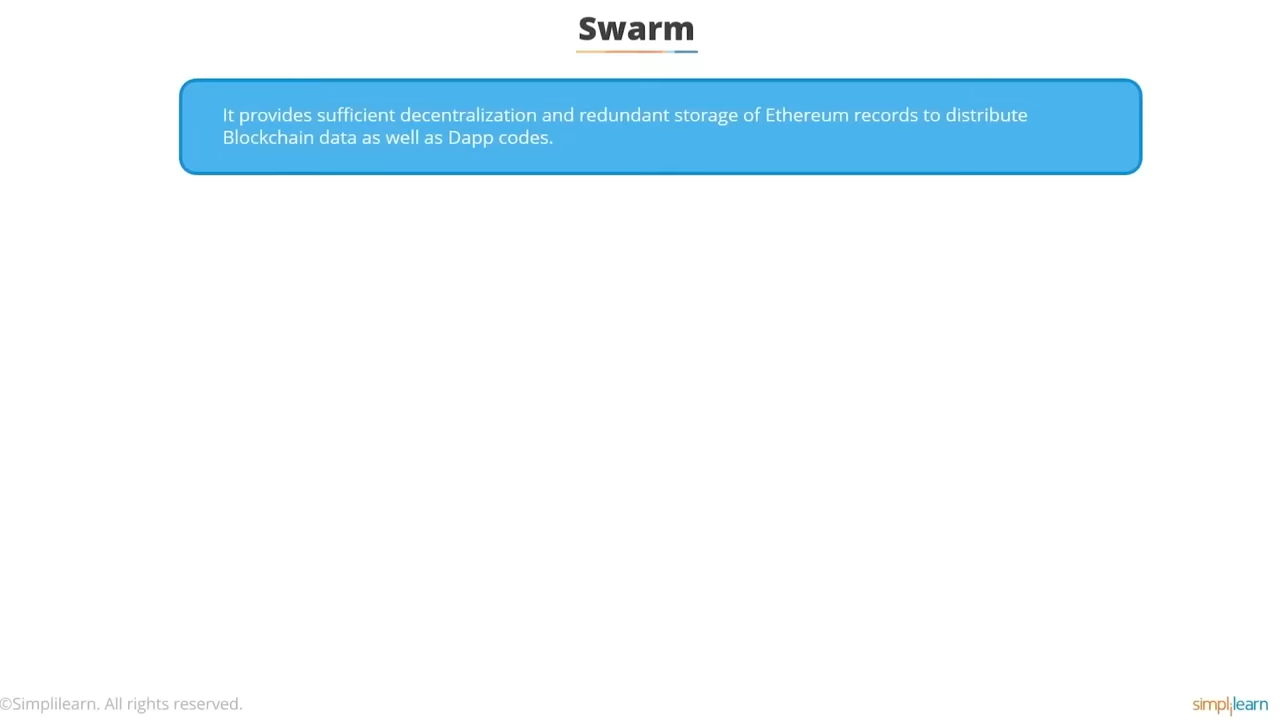 Swarm
It provides sufficient decentralization and redundant storage of Ethereum records to distribute
Blockchain data as well as Dapp codes.
©Simplilearn. All rights reserved.
simplilearn